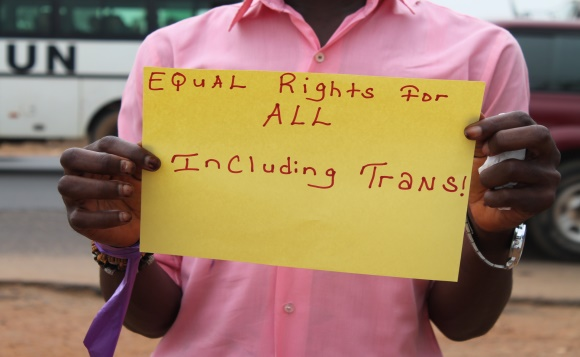 UN
EQUAL Rights For
ALL
Including Trans!